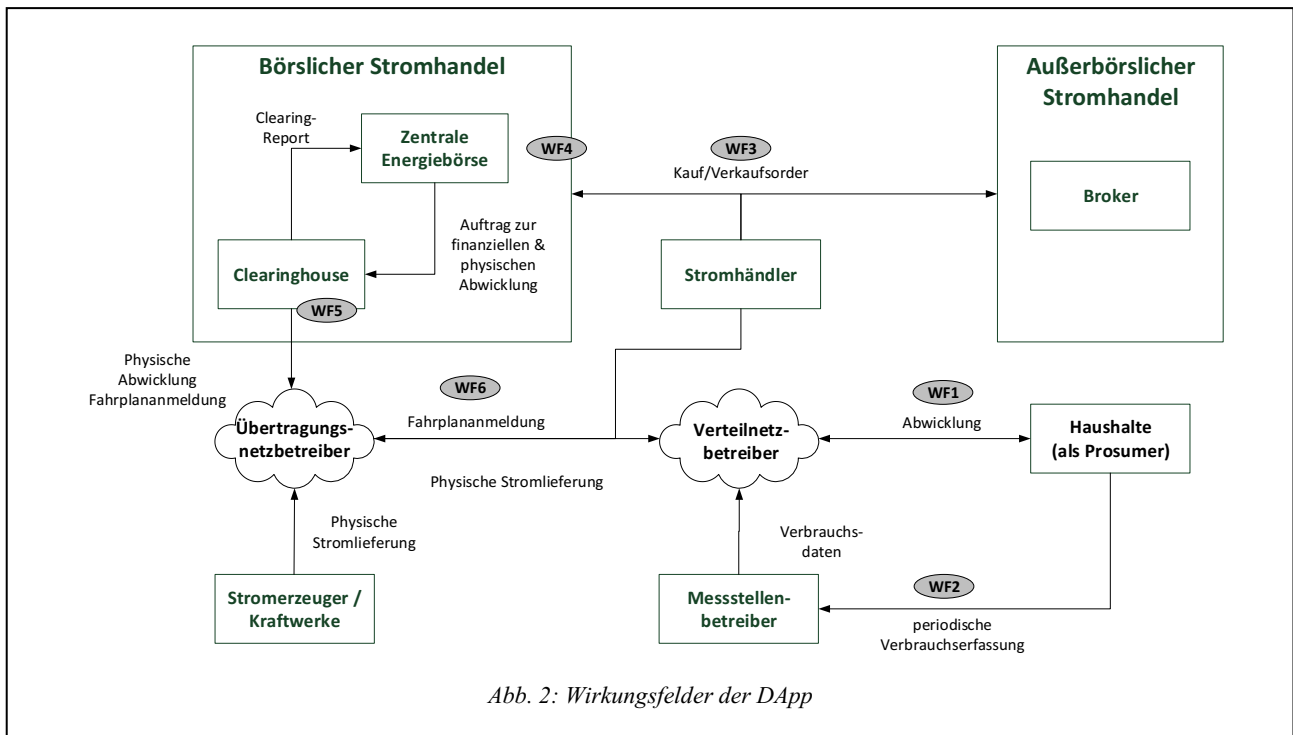 Börslicher Stromhandel
Außerbörslicher
Stromhandel
Clearing-
Report
Zentrale
Energiebörse
WF4
WF3
Kauf/Verkaufsorder
Broker
Auftrag zur
finanziellen &
physischen
Abwicklung
Clearinghouse
Stromhändler
WF5
Physische
Abwicklung
Fahrplananmeldung
WF6
Fahrplananmeldung
WF1
Abwicklung
Übertragungs-
netzbetreiber
Verteilnetz-
betreiber
Haushalte
(als Prosumer)
Physische Stromlieferung
Physische
Stromlieferung
Verbrauchs-
daten
Stromerzeuger /
Kraftwerke
Messstellen-
betreiber
WF2
periodische
Verbrauchserfassung
Abb. 2: Wirkungsfelder der DApp